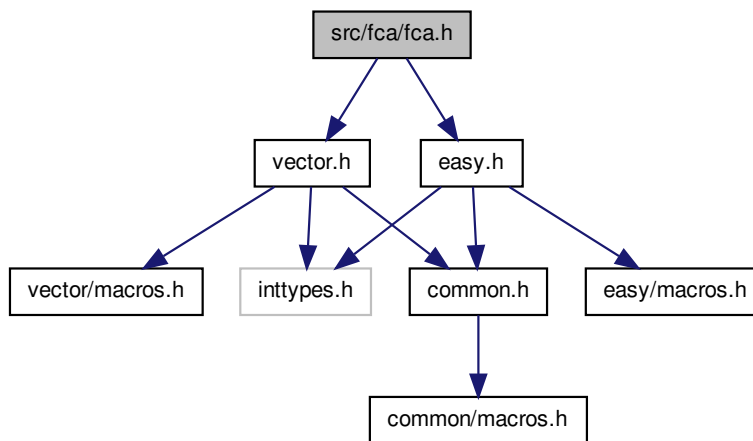 src/fca/fca.h
vector.h
easy.h
vector/macros.h
inttypes.h
common.h
easy/macros.h
common/macros.h